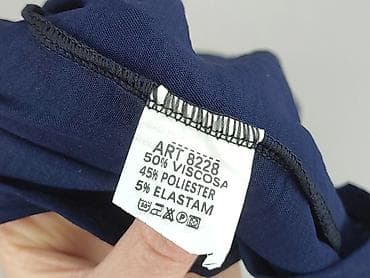 ART 8228
50% VISCOSA
45% POLIESTER
5% ELASTAM